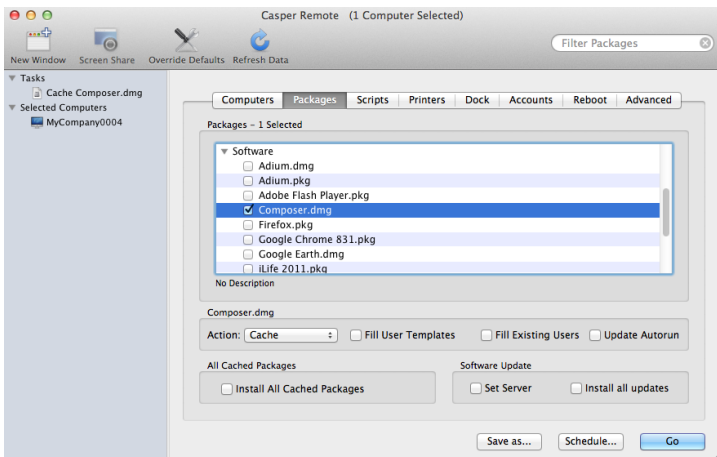 Casper Remote (1 Computer Selected)
New Window Screen Share Override Defaults Refresh Data
Filter Packages
Tasks
Cache Composer.dmg
Selected Computers
MyCompany0004
Computers Packages Scripts Printers Dock Accounts Reboot Advanced
Packages – 1 Selected
Software
Adium.dmg
Adium.pkg
Adobe Flash Player.pkg
Composer.dmg
Firefox.pkg
Google Chrome 831.pkg
Google Earth.dmg
iLife 2011.pkg
No Description
Composer.dmg
Action: Cache Fill User Templates Fill Existing Users Update Autorun
All Cached Packages
Install All Cached Packages
Software Update
Set Server Install all updates
Save as... Schedule... Go